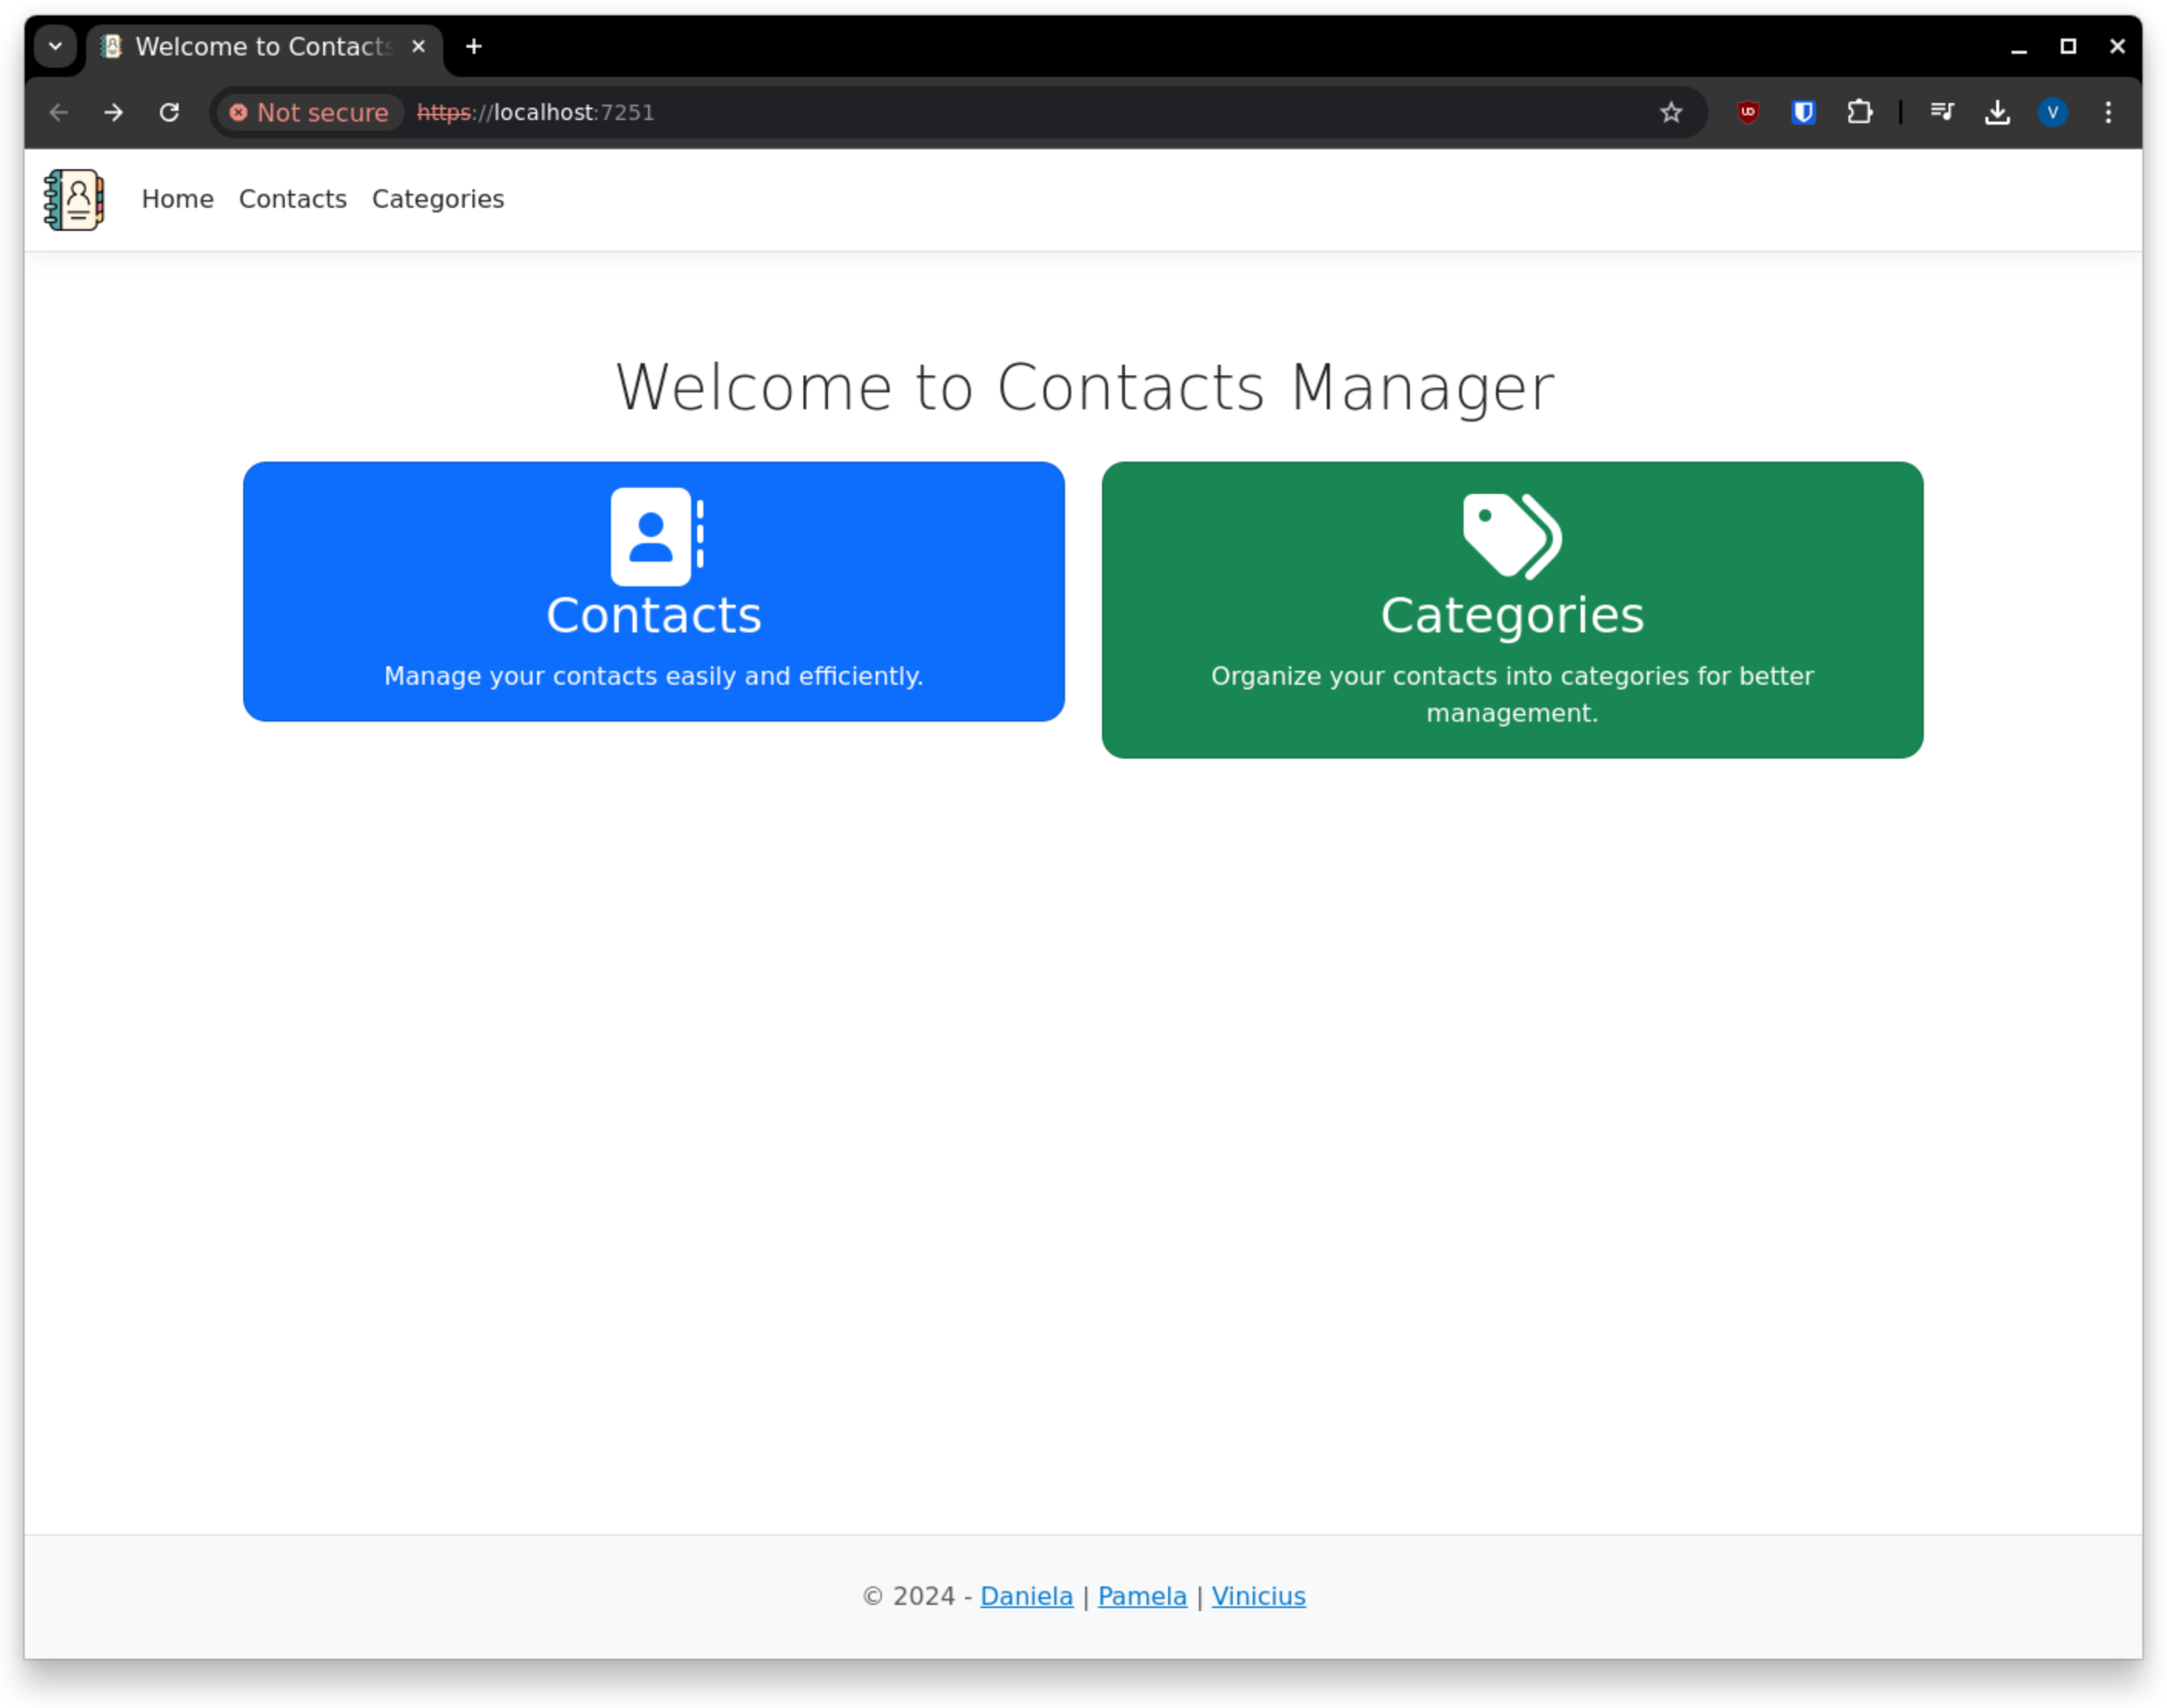 Welcome to Contacts
Not secure https://localhost:7251
Home Contacts Categories
Welcome to Contacts Manager
Contacts
Manage your contacts easily and efficiently.
Categories
Organize your contacts into categories for better
management.
© 2024 - Daniela | Pamela | Vinicius
V